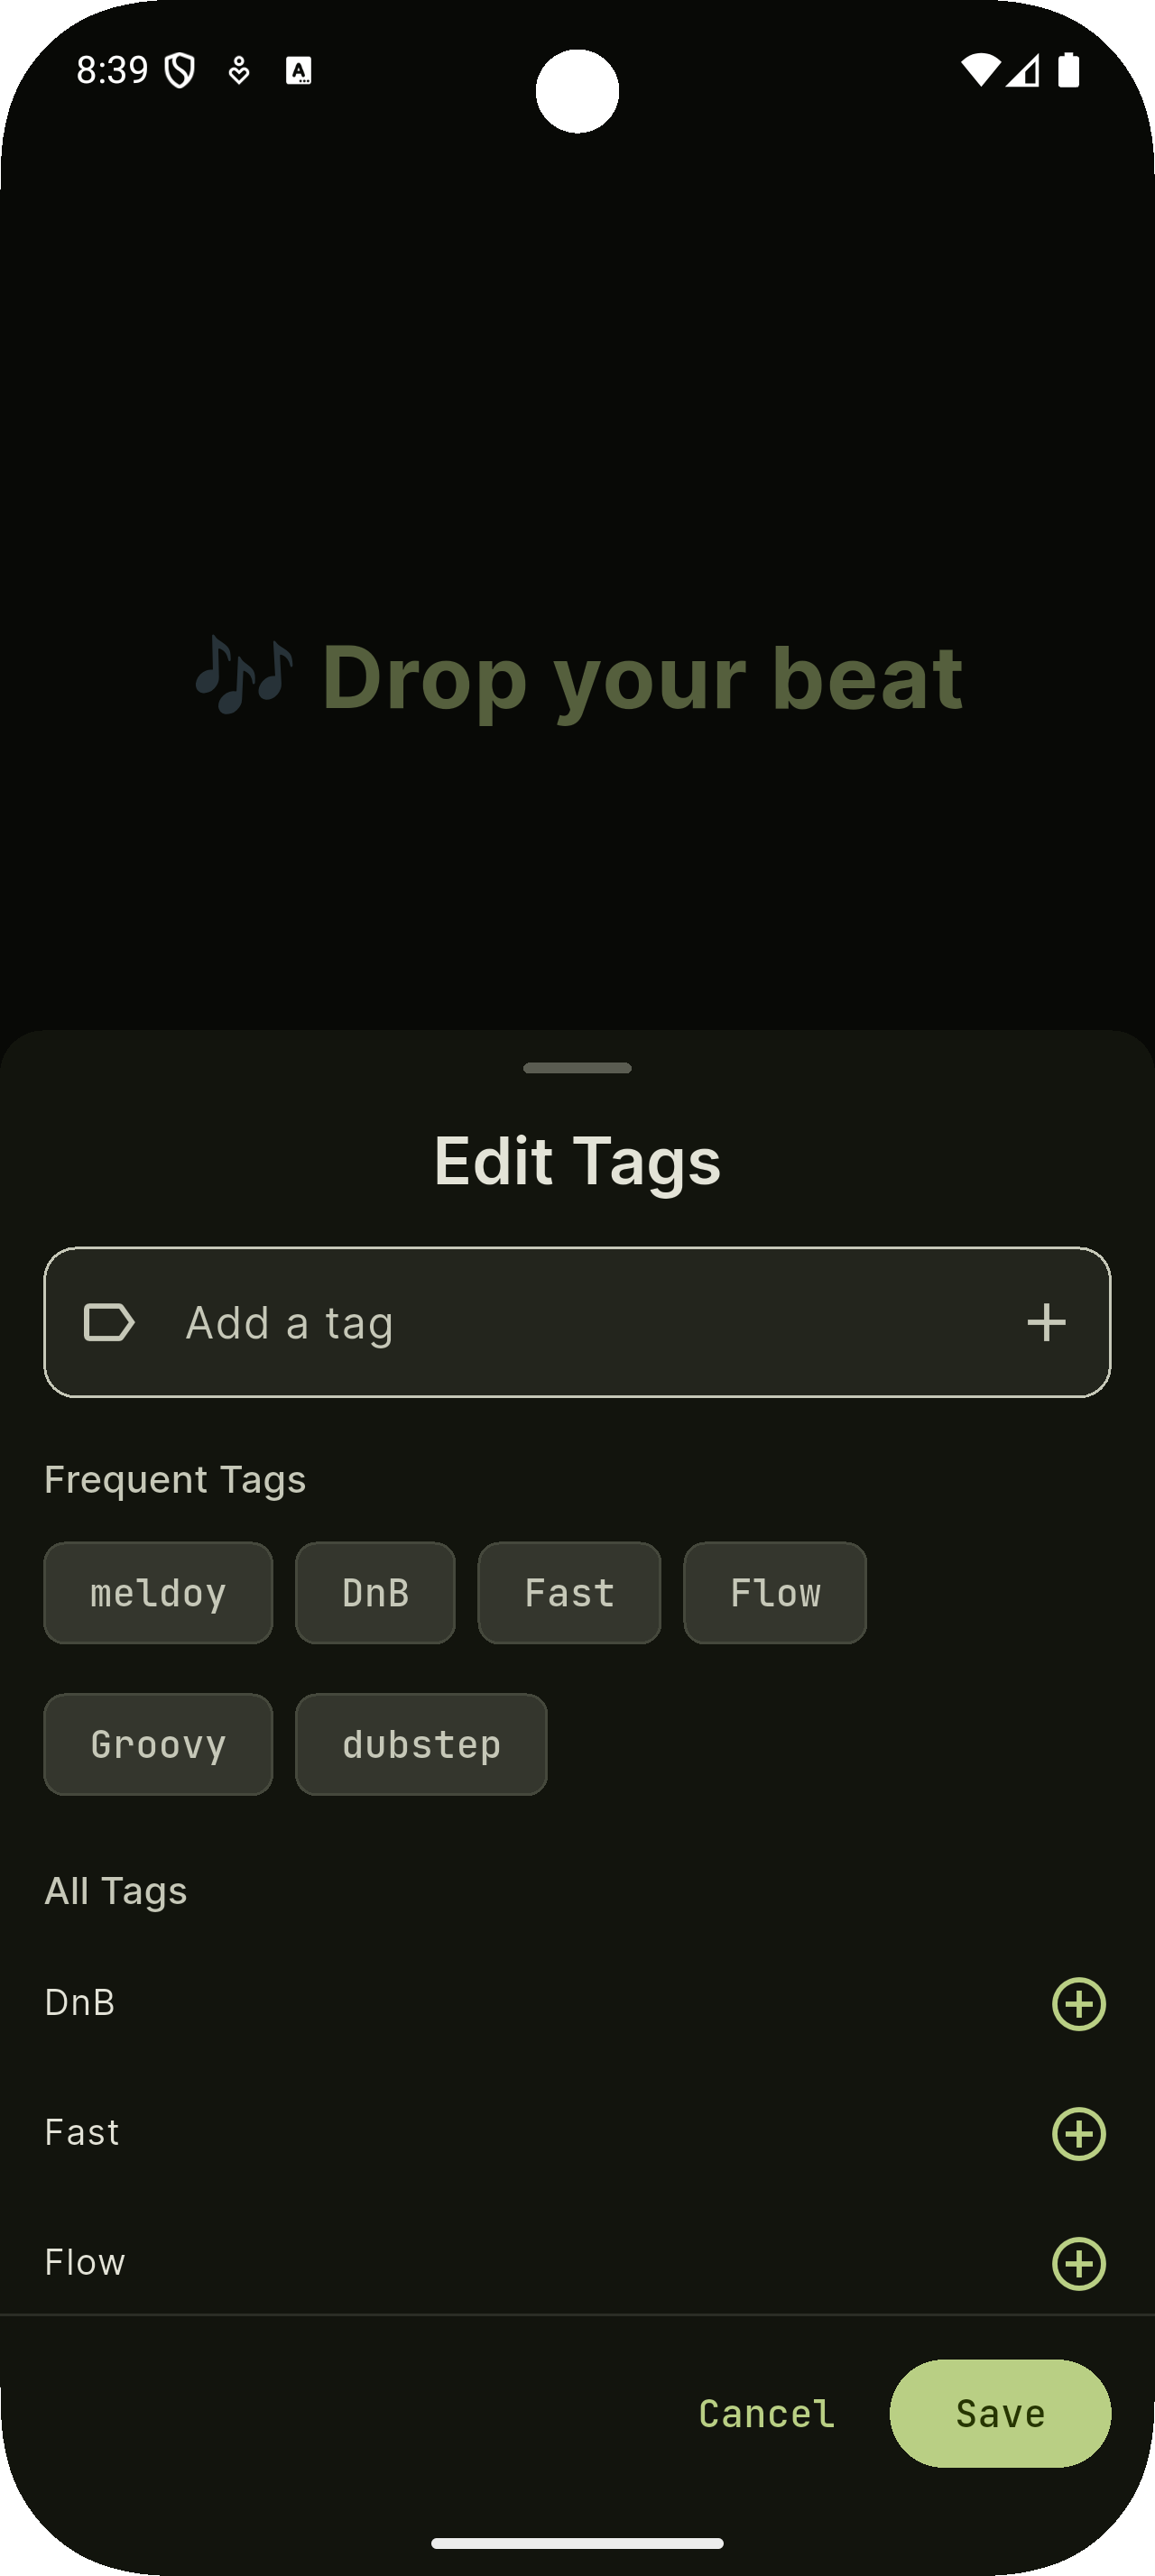 8:39
🎶 Drop your beat
Edit Tags
Add a tag
Frequent Tags
meldoy DnB Fast Flow
Groovy dubstep
All Tags
DnB
Fast
Flow
Cancel Save